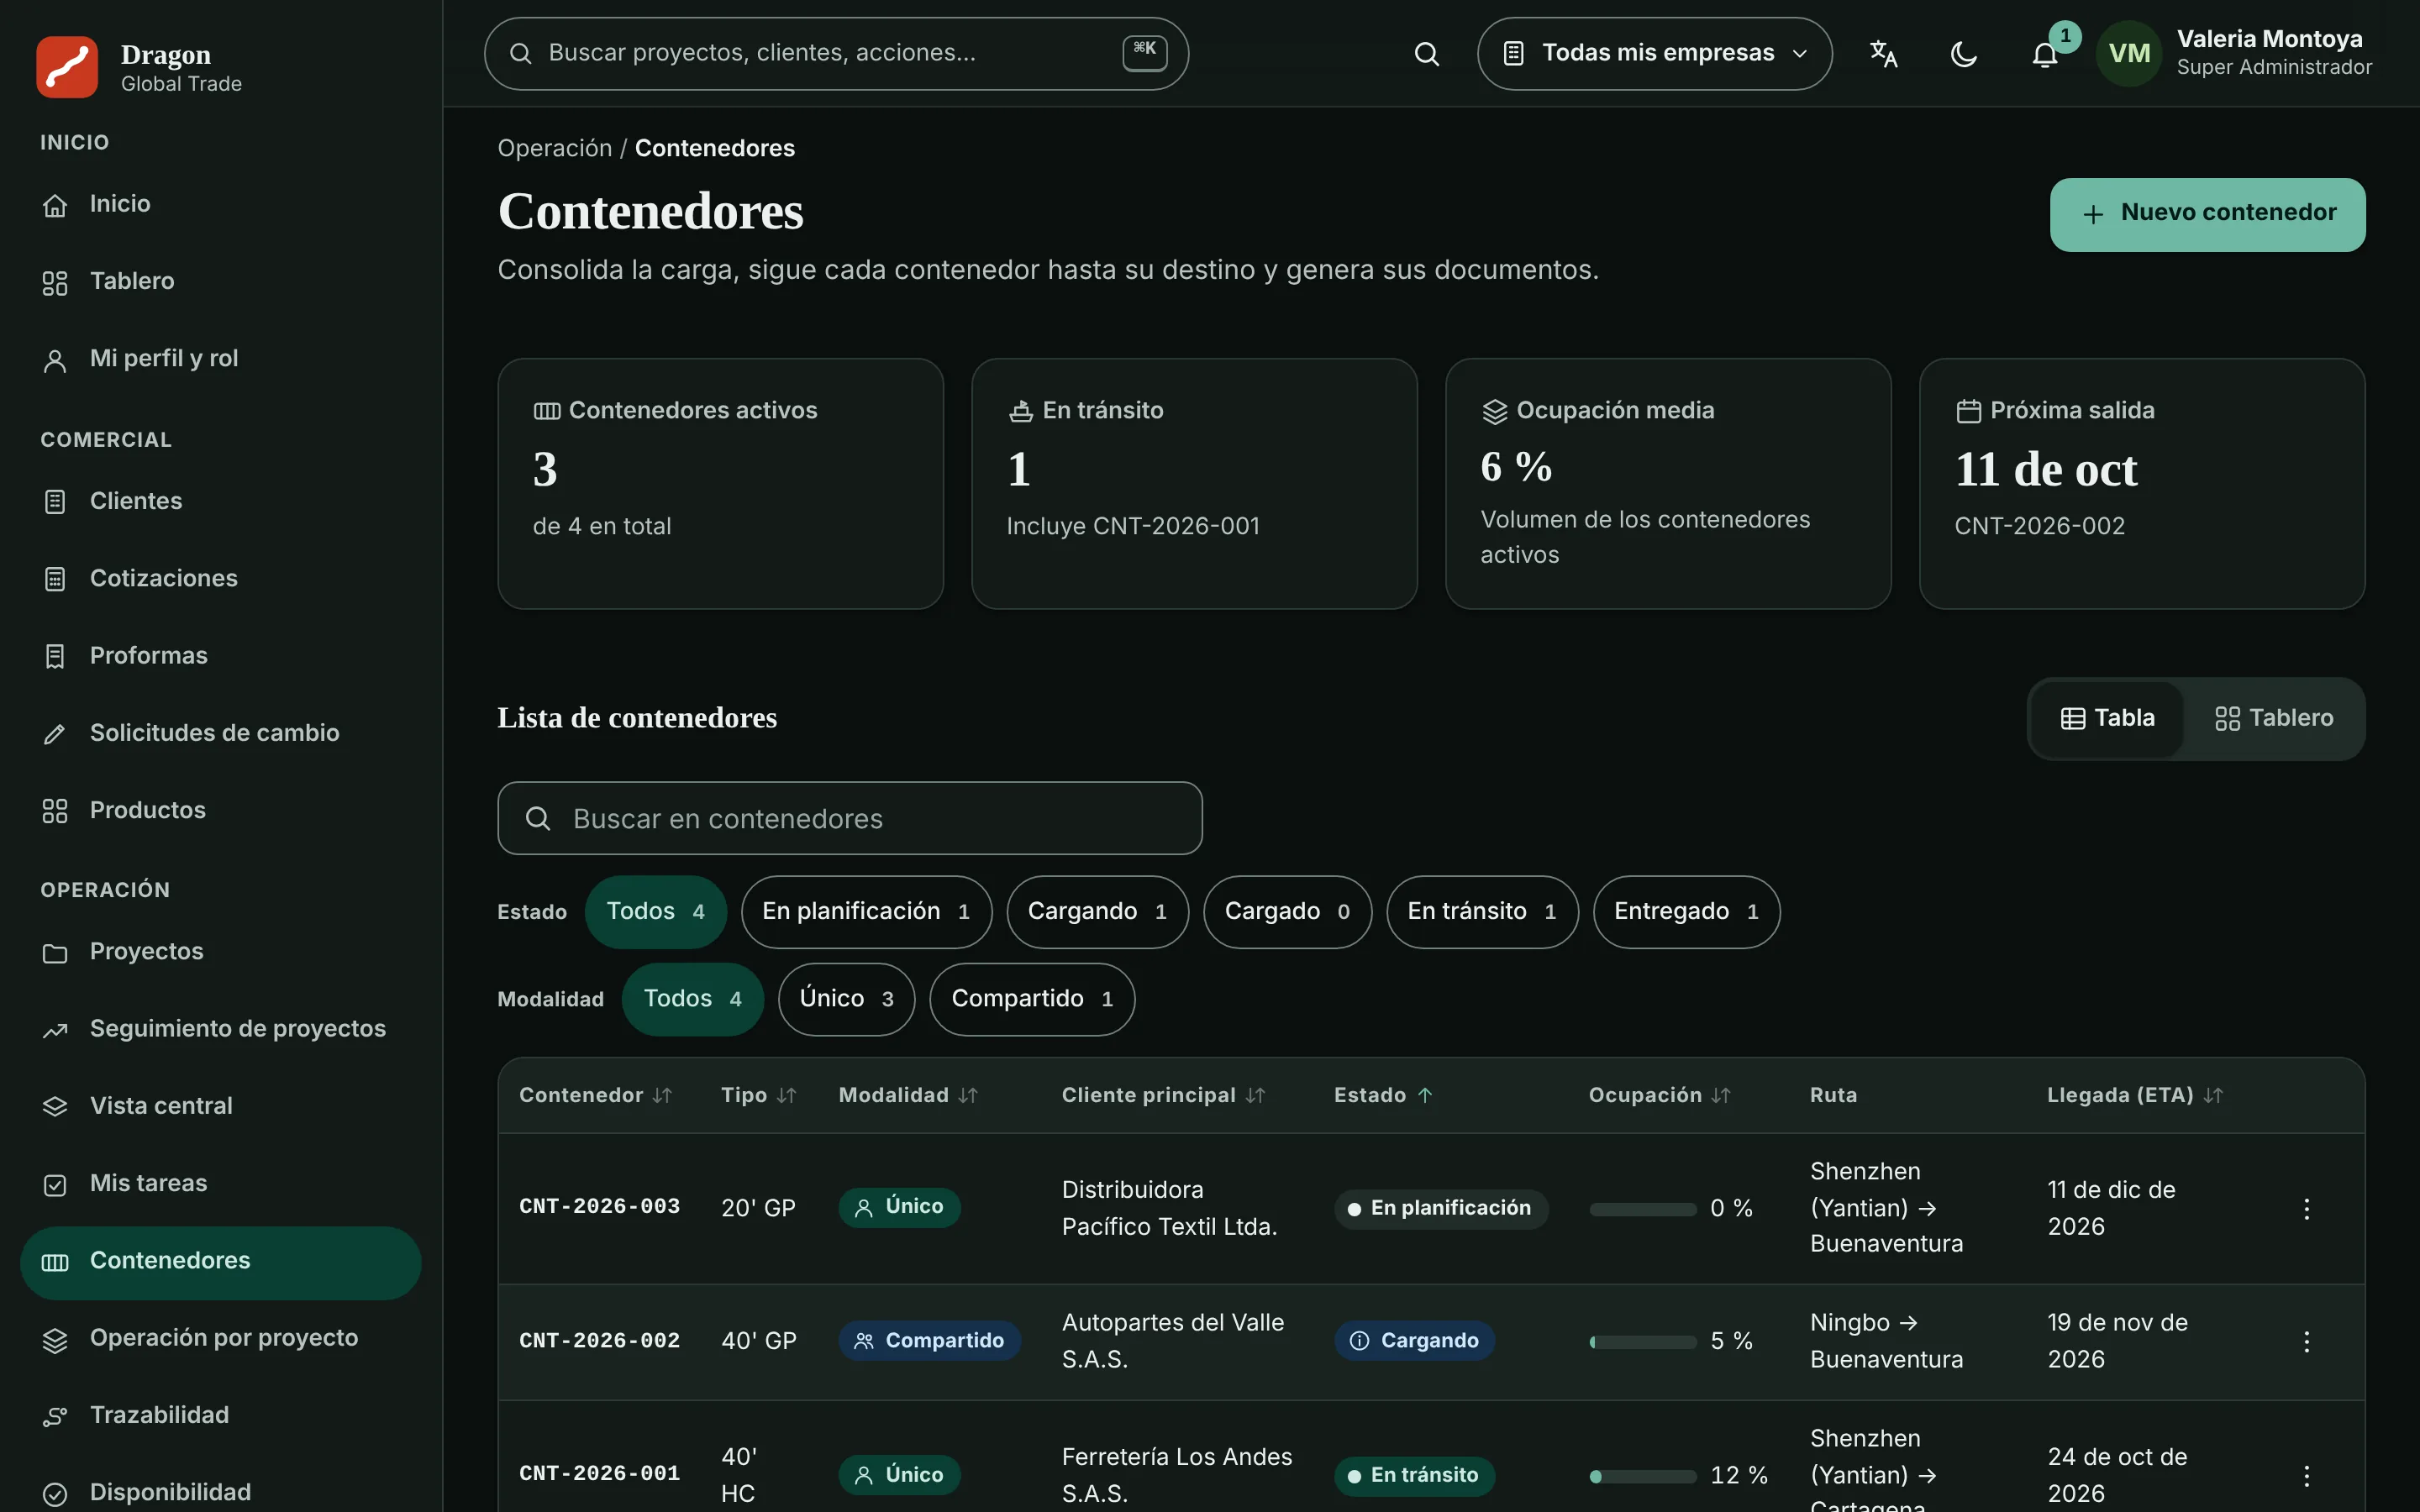 Dragon
Global Trade
INICIO
Inicio
Tablero
Mi perfil y rol
COMERCIAL
Clientes
Cotizaciones
Proformas
Solicitudes de cambio
Productos
OPERACIÓN
Proyectos
Seguimiento de proyectos
Vista central
Mis tareas
Contenedores
Operación por proyecto
Trazabilidad
Disponibilidad
Buscar proyectos, clientes, acciones...
⌘K
Todas mis empresas
1
VM
Valeria Montoya
Super Administrador
Operación / Contenedores
Contenedores
Consolida la carga, sigue cada contenedor hasta su destino y genera sus documentos.
Nuevo contenedor
Contenedores activos
3
de 4 en total
En tránsito
1
Incluye CNT-2026-001
Ocupación media
6 %
Volumen de los contenedores
activos
Próxima salida
11 de oct
CNT-2026-002
Lista de contenedores
Tabla
Tablero
Buscar en contenedores
Estado Todos 4 En planificación 1 Cargando 1 Cargado 0 En tránsito 1 Entregado 1
Modalidad Todos 4 Único 3 Compartido 1
Contenedor Tipo Modalidad Cliente principal Estado ↑ Ocupación Ruta Llegada (ETA)
CNT-2026-003
20' GP
Único
Distribuidora
Pacífico Textil Ltda.
En planificación
0 %
Shenzhen
(Yantian) →
Buenaventura
11 de dic de
2026
CNT-2026-002
40' GP
Compartido
Autopartes del Valle
S.A.S.
Cargando
5 %
Ningbo →
Buenaventura
19 de nov de
2026
CNT-2026-001
40'
HC
Único
Ferretería Los Andes
S.A.S.
En tránsito
12 %
Shenzhen
(Yantian) →
Cartagena
24 de oct de
2026